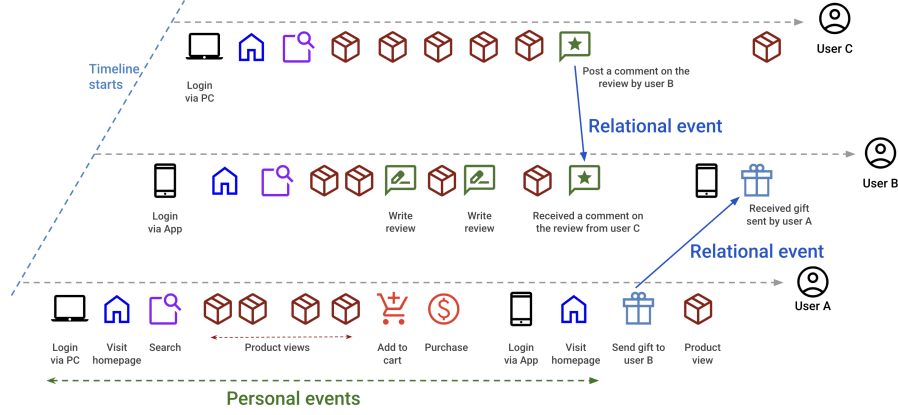 User C
Timeline
starts
Login
via PC
Post a comment on the
review by user B
Relational event
User B
Login
via App
Write
review
Write
review
Received a comment on
the review from user C
Received gift
sent by user A
Relational event
User A
Login
via PC
Visit
homepage
Search
Product views
Add to
cart
Purchase
Login
via App
Visit
homepage
Send gift to
user B
Product
view
Personal events